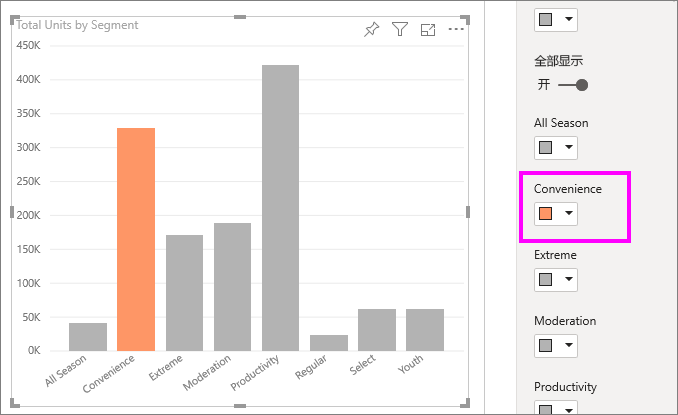 Total Units by Segment
450K
400K
350K
300K
250K
200K
150K
100K
50K
0K
All Season
Convenience
Extreme
Moderation
Productivity
Regular
Select
Youth
全部显示
开
All Season
Convenience
Extreme
Moderation
Productivity